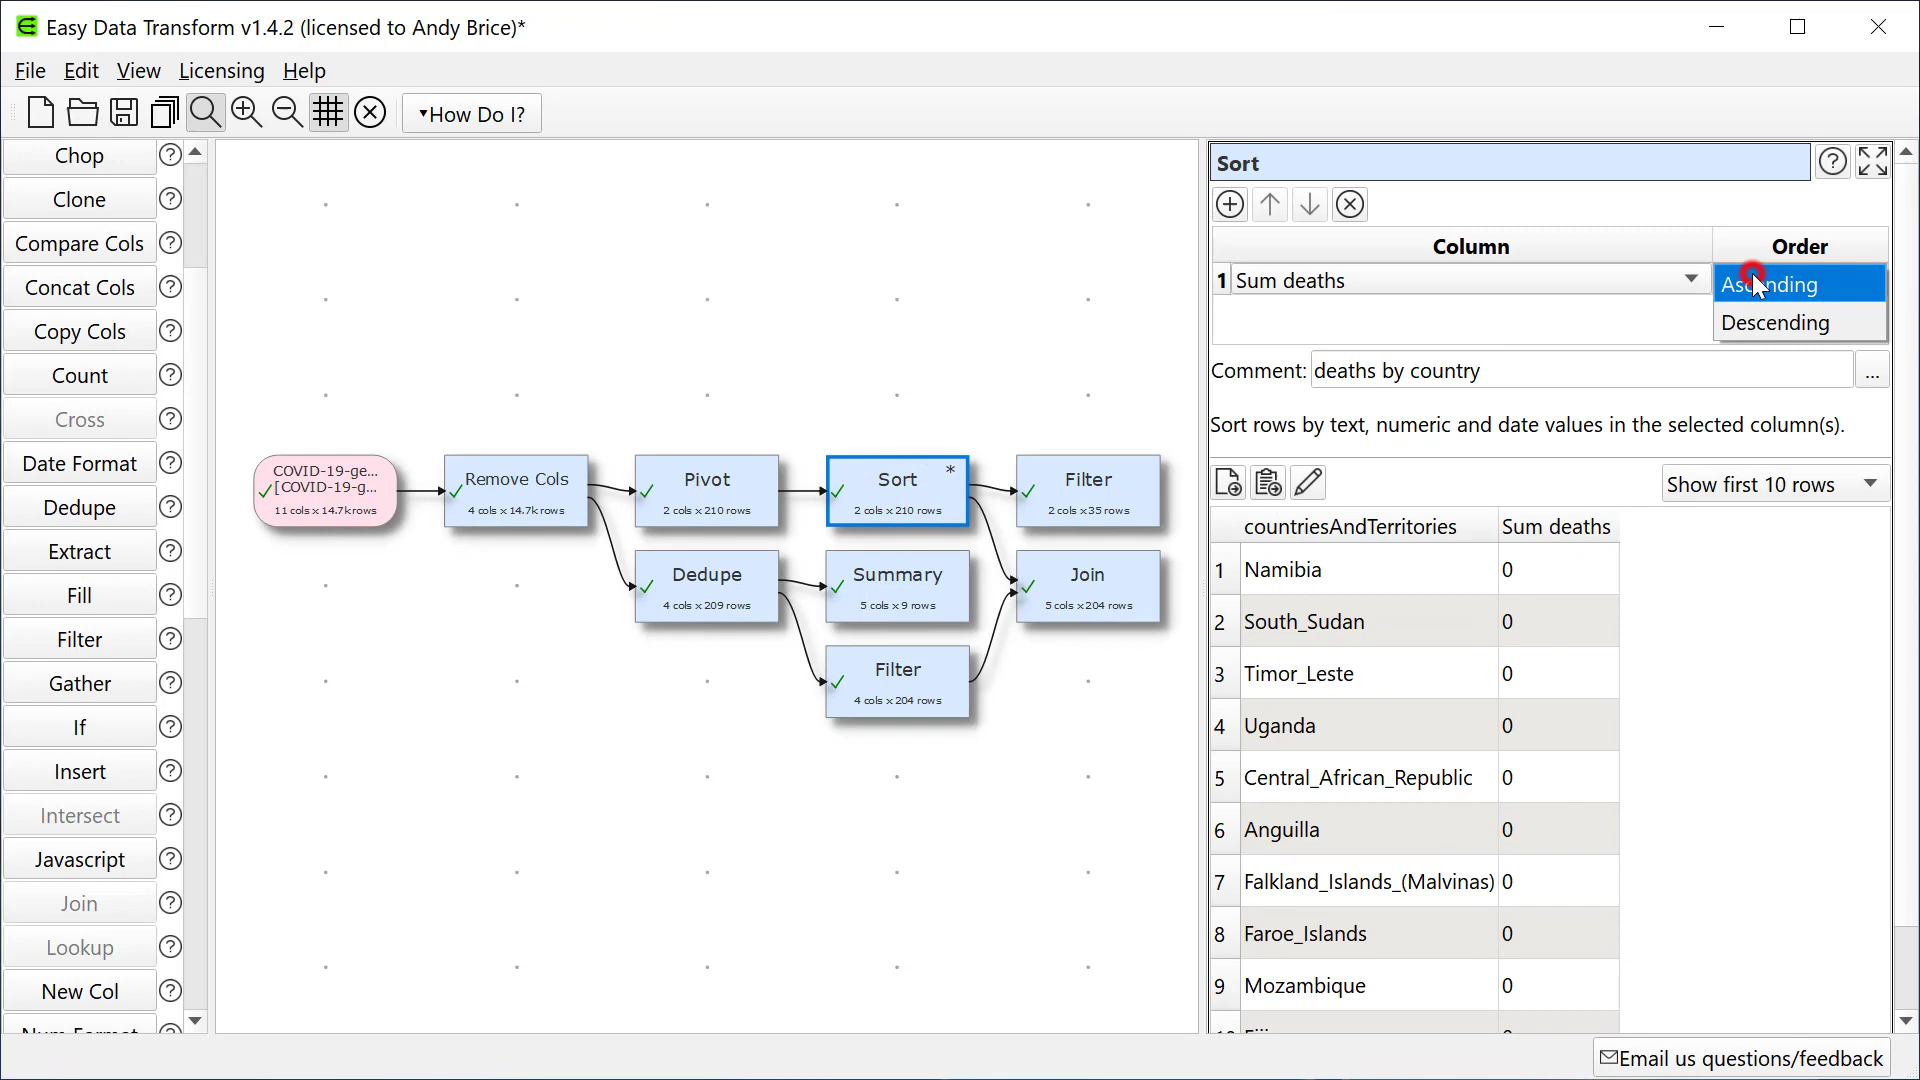 Easy Data Transform v1.4.2 (licensed to Andy Brice)*
File Edit View Licensing Help
▾How Do I?
Chop
Clone
Compare Cols
Concat Cols
Copy Cols
Count
Cross
Date Format
Dedupe
Extract
Fill
Filter
Gather
If
Insert
Intersect
Javascript
Join
Lookup
New Col
COVID-19-ge...
[COVID-19-g...
11 cols x 14.7k rows
Remove Cols
4 cols x 14.7k rows
Pivot
2 cols x 210 rows
Sort *
2 cols x 210 rows
Filter
2 cols x 35 rows
Dedupe
4 cols x 209 rows
Summary
5 cols x 9 rows
Join
5 cols x 204 rows
Filter
4 cols x 204 rows
Sort
Column Order
1 Sum deaths
Ascending
Descending
Comment: deaths by country ...
Sort rows by text, numeric and date values in the selected column(s).
Show first 10 rows
countriesAndTerritories Sum deaths
1 Namibia 0
2 South_Sudan 0
3 Timor_Leste 0
4 Uganda 0
5 Central_African_Republic 0
6 Anguilla 0
7 Falkland_Islands_(Malvinas) 0
8 Faroe_Islands 0
9 Mozambique 0
Email us questions/feedback